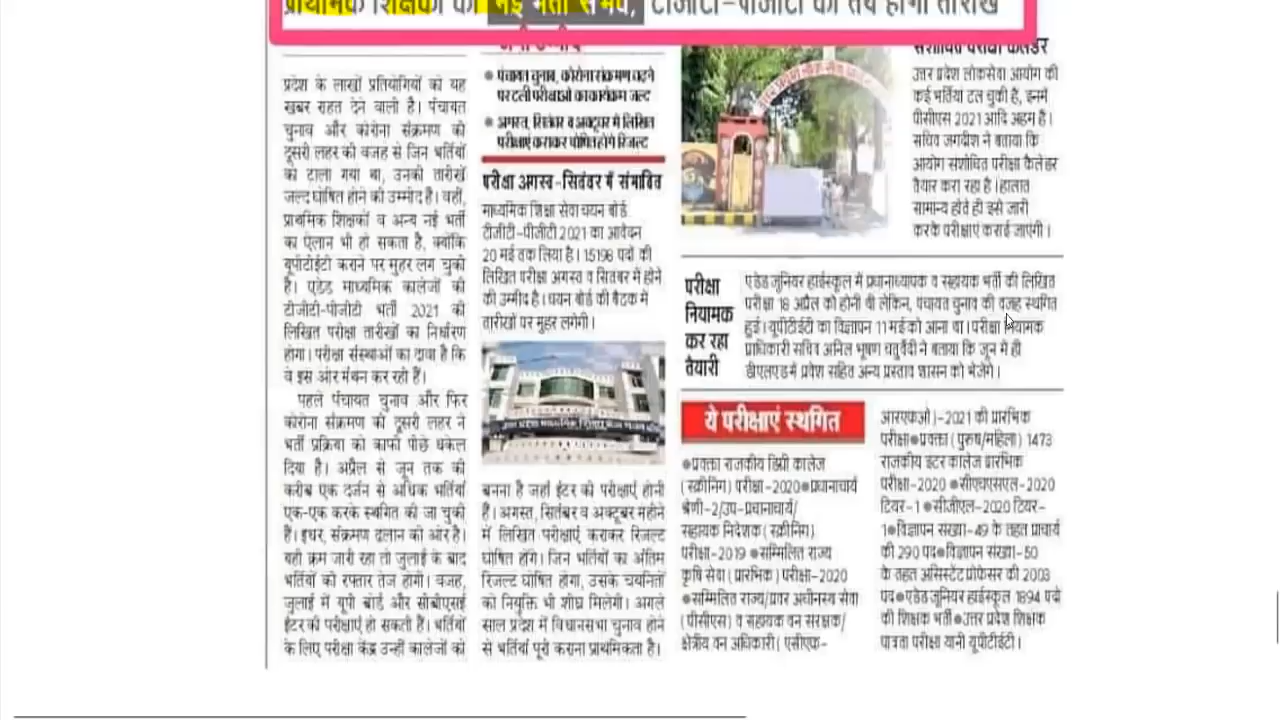 प्राथमिक शिक्षकों की नई भर्ती संभव, टीजीटी-पीजीटी की तय होगी तारीख
प्रदेश के लाखों प्रतियोगियों को यह
खबर राहत देने वाली है। पंचायत
चुनाव और कोरोना संक्रमण की
दूसरी लहर की वजह से जिन भर्तियों
को टाला गया था, उनकी तारीखें
जल्द घोषित होने की उम्मीद है। वहीं,
प्राथमिक शिक्षकों व अन्य नई भर्ती
का ऐलान भी हो सकता है, क्योंकि
यूपीटीईटी कराने पर मुहर लग चुकी
है। एडेड माध्यमिक कालेजों की
टीजीटी-पीजीटी भर्ती 2021 की
लिखित परीक्षा तारीखों का निर्धारण
होगा। परीक्षा संस्थाओं का दावा है कि
वे इस ओर मंथन कर रही हैं।
पहले पंचायत चुनाव और फिर
कोरोना संक्रमण की दूसरी लहर ने
भर्ती प्रक्रिया को काफी पीछे धकेल
दिया है। अप्रैल से जून तक की
करीब एक दर्जन से अधिक भर्तियां
एक-एक करके स्थगित की जा चुकी
हैं। इधर, संक्रमण ढलान की ओर है।
यही क्रम जारी रहा तो जुलाई के बाद
भर्तियों की रफ्तार तेज होगी। वजह,
जुलाई में यूपी बोर्ड और सीबीएसई
इंटर की परीक्षाएं हो सकती हैं। भर्तियों
के लिए परीक्षा केंद्र उन्हीं कालेजों को
● पंचायत चुनाव, कोरोना संक्रमण बढ़ने
पर टली परीक्षाओं का कार्यक्रम जल्द
● अगस्त, सितंबर व अक्टूबर में लिखित
परीक्षाएं कराकर घोषित होंगे रिजल्ट
परीक्षा अगस्त-सितंबर में संभावित
माध्यमिक शिक्षा सेवा चयन बोर्ड
टीजीटी-पीजीटी 2021 का आवेदन
20 मई तक लिया है। 15198 पदों की
लिखित परीक्षा अगस्त व सितंबर में होने
की उम्मीद है। चयन बोर्ड की बैठक में
तारीखों पर मुहर लगेगी।
बनना है जहां इंटर की परीक्षाएं होनी
हैं। अगस्त, सितंबर व अक्टूबर महीने
में लिखित परीक्षाएं कराकर रिजल्ट
घोषित होंगे। जिन भर्तियों का अंतिम
रिजल्ट घोषित होगा, उसके चयनितों
को नियुक्ति भी शीघ्र मिलेगी। अगले
साल प्रदेश में विधानसभा चुनाव होने
से भर्तियां पूरी कराना प्राथमिकता है।
संशोधित परीक्षा कैलेंडर
उत्तर प्रदेश लोकसेवा आयोग की
कई भर्तियां टल चुकी हैं, इनमें
पीसीएस 2021 आदि अहम हैं।
सचिव जगदीश ने बताया कि
आयोग संशोधित परीक्षा कैलेंडर
तैयार करा रहा है। हालात
सामान्य होते ही इसे जारी
करके परीक्षाएं कराई जाएंगी।
परीक्षा
नियामक
कर रहा
तैयारी
एडेड जूनियर हाईस्कूल में प्रधानाध्यापक व सहायक भर्ती की लिखित
परीक्षा 18 अप्रैल को होनी थी लेकिन, पंचायत चुनाव की वजह स्थगित
हुई। यूपीटीईटी का विज्ञापन 11 मई को आना था। परीक्षा नियामक
प्राधिकारी सचिव अनिल भूषण चतुर्वेदी ने बताया कि जून में ही
डीएलएड में प्रवेश सहित अन्य प्रस्ताव शासन को भेजेंगे।
ये परीक्षाएं स्थगित
●प्रवक्ता राजकीय डिग्री कालेज
(स्क्रीनिंग) परीक्षा-2020●प्रधानाचार्य
श्रेणी-2/उप-प्रधानाचार्य/
सहायक निदेशक (स्क्रीनिंग)
परीक्षा-2019 ●सम्मिलित राज्य
कृषि सेवा (प्रारंभिक) परीक्षा-2020
●सम्मिलित राज्य/प्रवर अधीनस्थ सेवा
(पीसीएस) व सहायक वन संरक्षक/
क्षेत्रीय वन अधिकारी (एसीएफ-
आरएफओ)-2021 की प्रारंभिक
परीक्षा●प्रवक्ता (पुरुष/महिला) 1473
राजकीय इंटर कालेज प्रारंभिक
परीक्षा-2020 ●सीएचएसएल-2020
टियर-1 ●सीजीएल-2020 टियर-
1●विज्ञापन संख्या-49 के तहत प्राचार्य
की 290 पद●विज्ञापन संख्या-50
के तहत असिस्टेंट प्रोफेसर की 2003
पद●एडेड जूनियर हाईस्कूल 1894 पदों
की शिक्षक भर्ती●उत्तर प्रदेश शिक्षक
पात्रता परीक्षा यानी यूपीटीईटी।